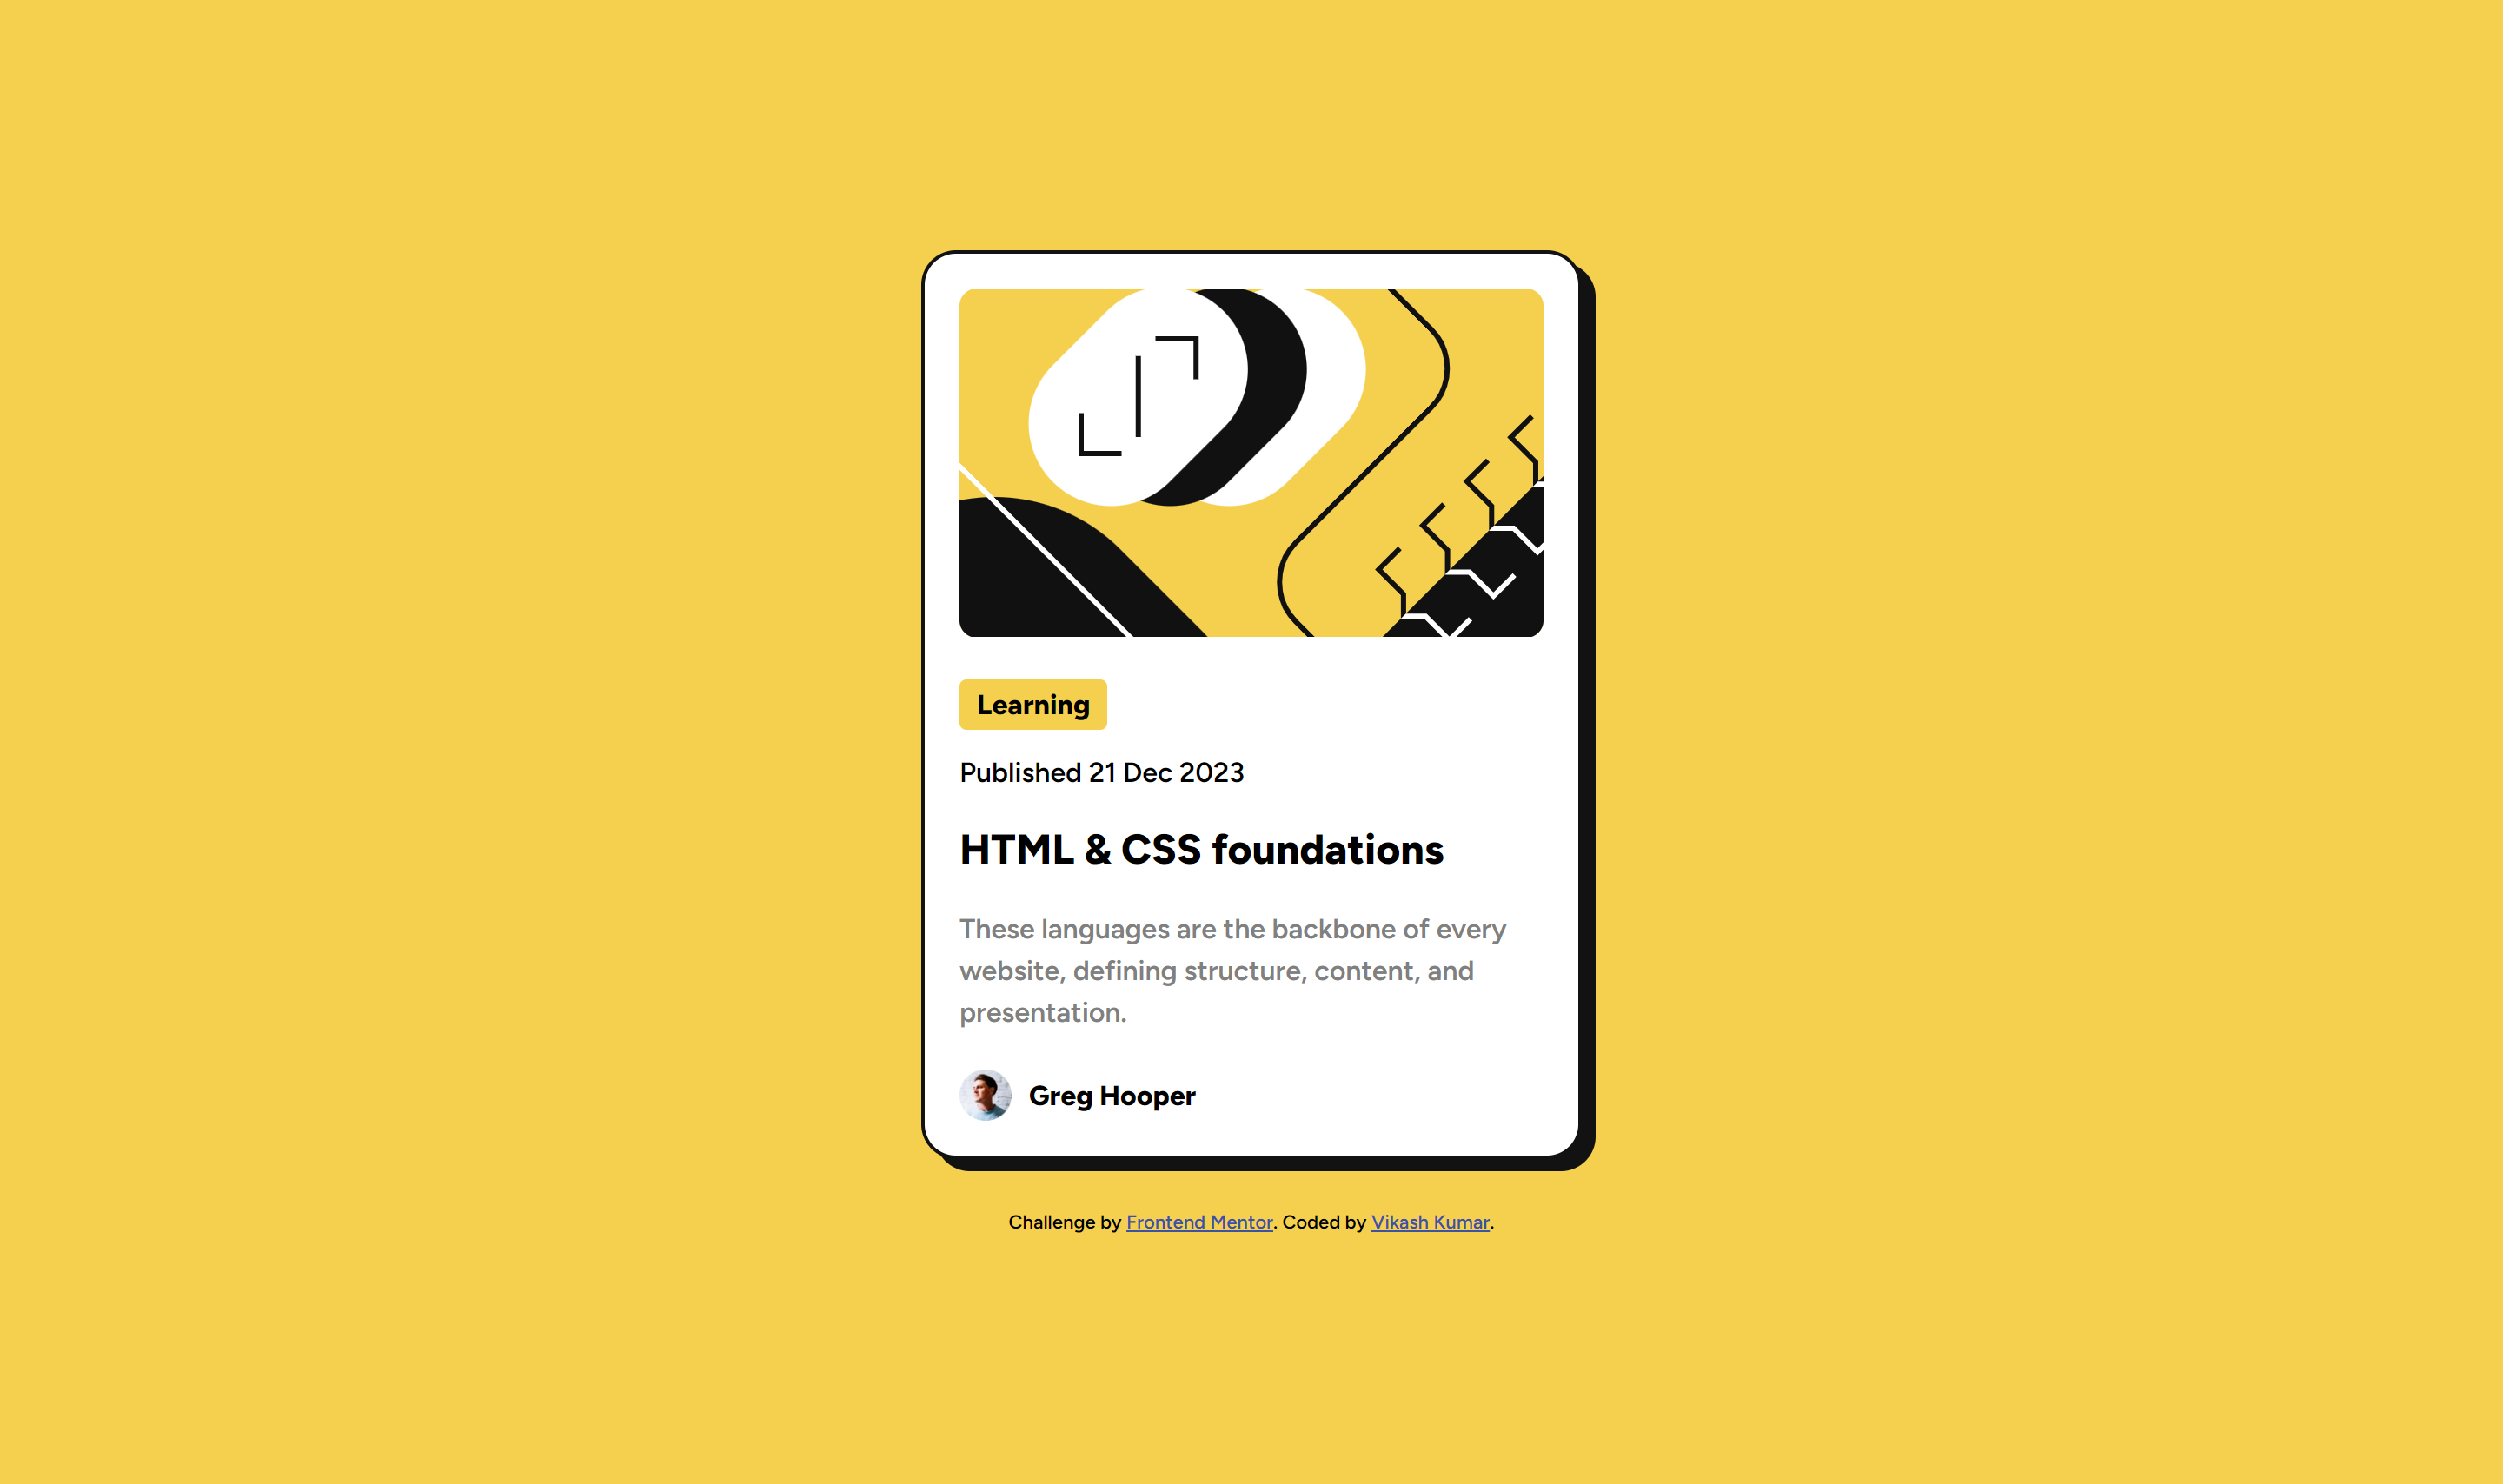 Learning
Published 21 Dec 2023
HTML & CSS foundations
These languages are the backbone of every
website, defining structure, content, and
presentation.
Greg Hooper
Challenge by Frontend Mentor. Coded by Vikash Kumar.